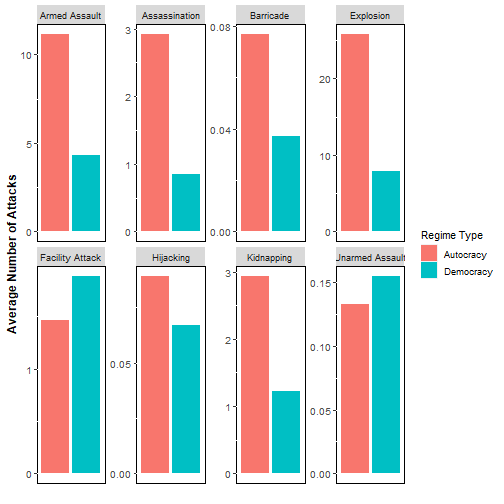 Average Number of Attacks
Armed Assault
10
5
0
Assassination
3
2
1
0
Barricade
0.08
0.04
0.00
Explosion
20
10
0
Facility Attack
1
0
Hijacking
0.05
0.00
Kidnapping
3
2
1
0
Unarmed Assault
0.15
0.10
0.05
0.00
Regime Type
Autocracy
Democracy